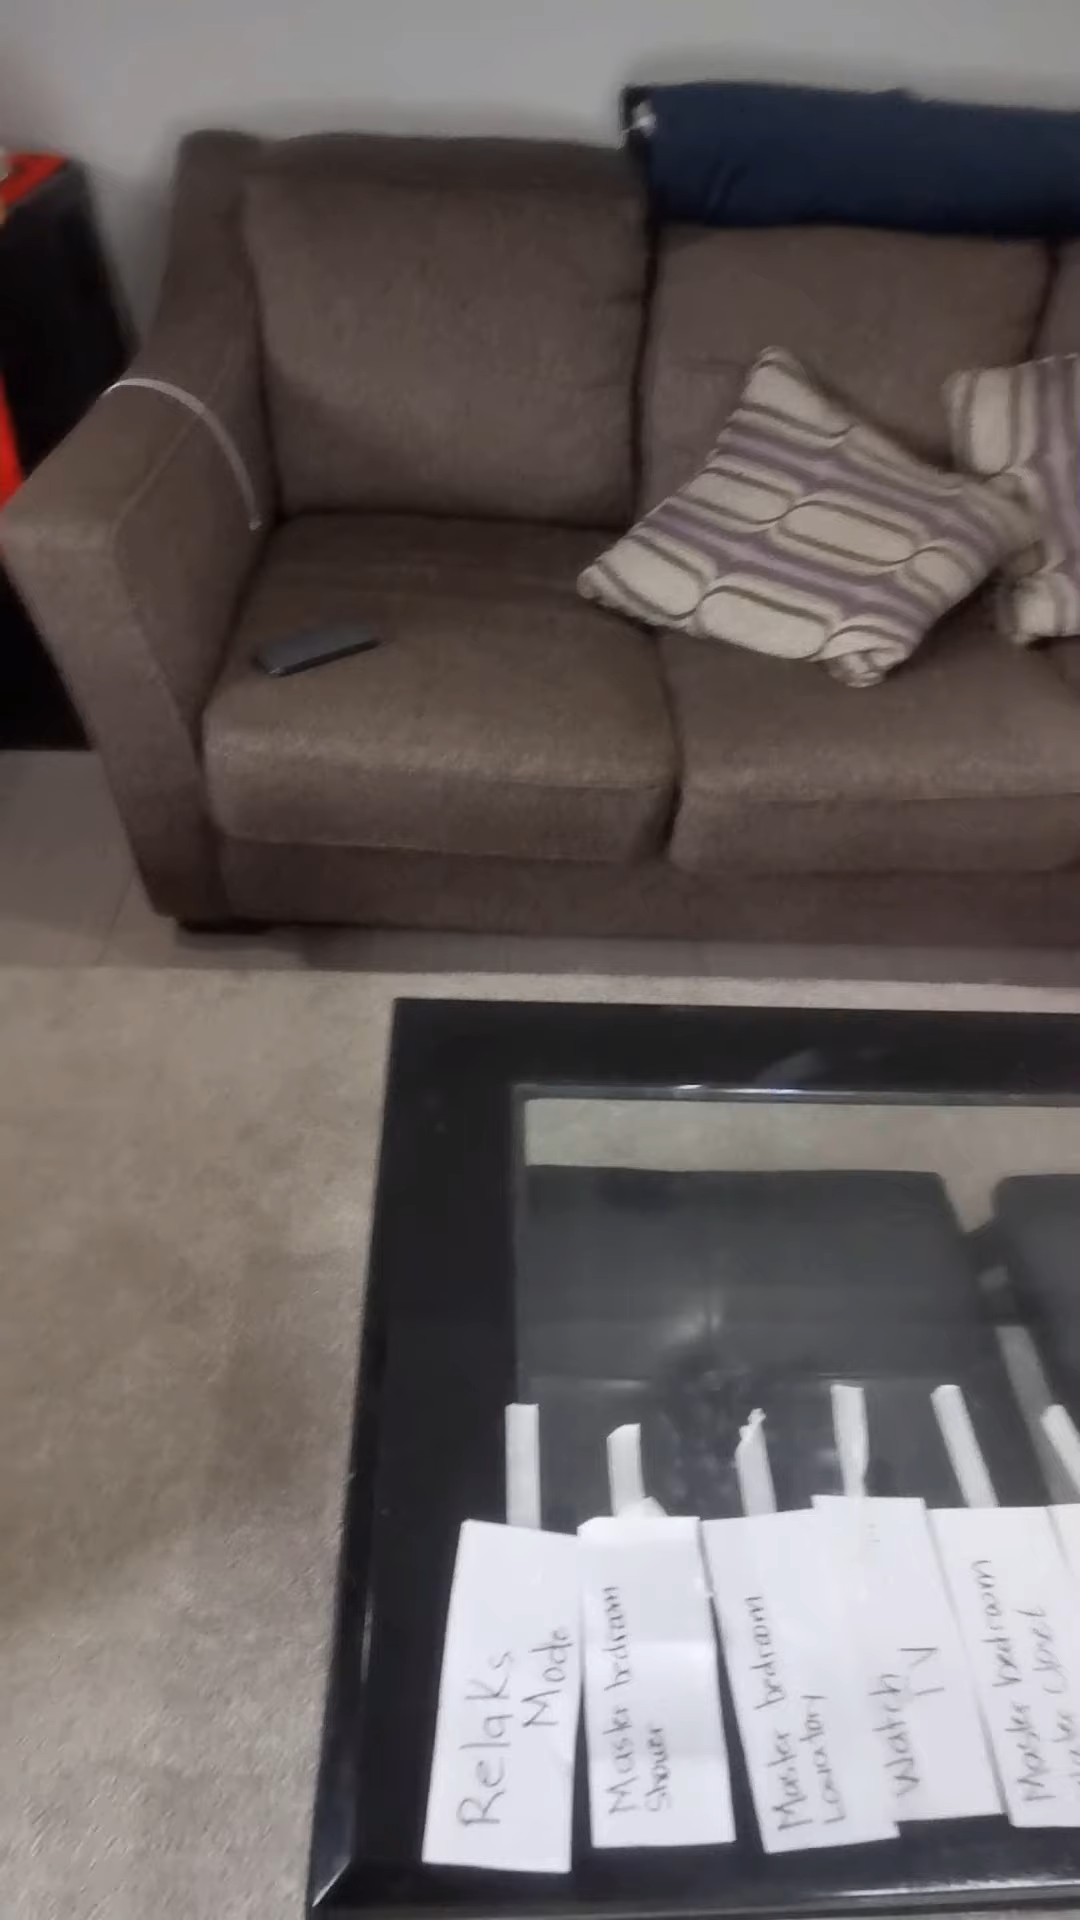 Relaks
Mode
Master bedroom
Shower
Master bedroom
Lavatory
Watch
TV
Master bedroom